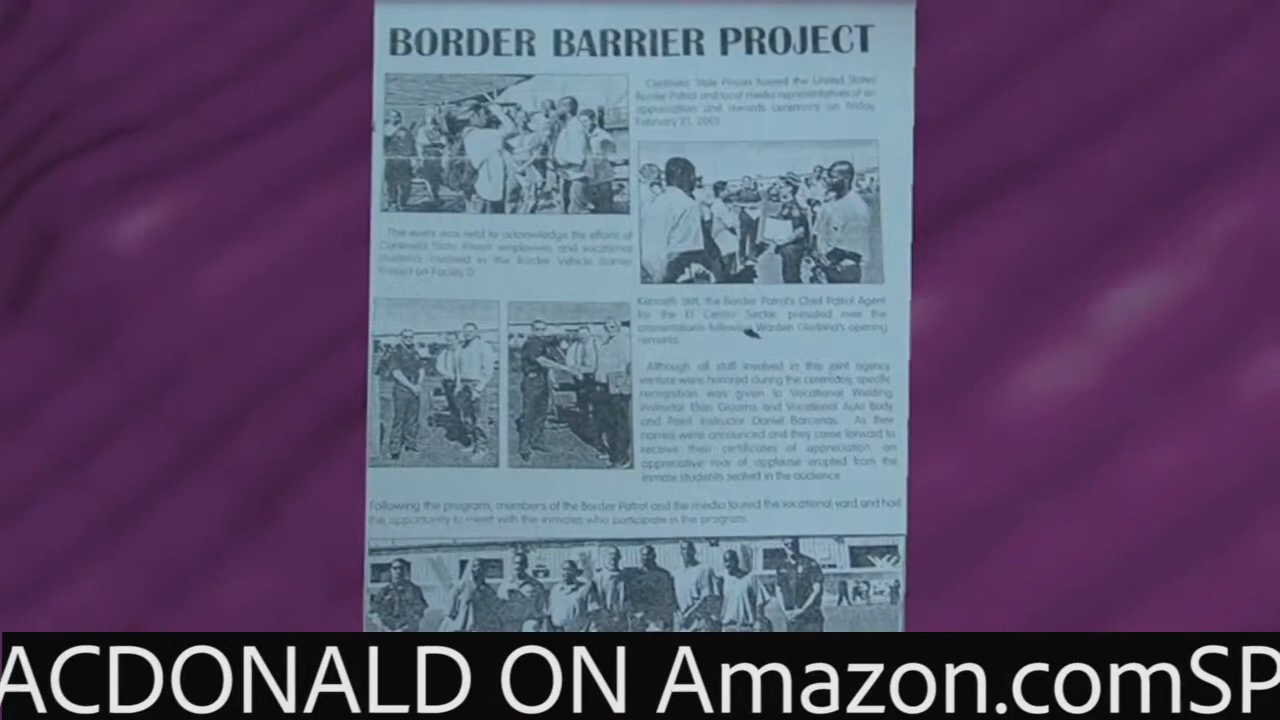 BORDER BARRIER PROJECT
Centinela State Prison hosted the United States
Border Patrol and local media representatives at an
appreciation and awards ceremony on Friday,
February 21, 2003.
This event was held to acknowledge the efforts of
Centinela State Prison employees and vocational
students involved in the Border Vehicle Barrier
Project on Facility D.
Kenneth Stitt, the Border Patrol's Chief Patrol Agent
for the El Centro Sector, presided over the
presentations following Warden Giurbino's opening
remarks.
Although all staff involved in this joint agency
venture were honored during the ceremony, specific
recognition was given to Vocational Welding
Instructor Elvin Grooms and Vocational Auto Body
and Paint Instructor Daniel Barcenas. As their
names were announced and they came forward to
receive their certificates of appreciation an
appreciative roar of applause erupted from the
inmate students seated in the audience.
Following the program, members of the Border Patrol and the media toured the vocational yard and had
the opportunity to meet with the inmates who participate in the program.
ACDONALD ON Amazon.comSP